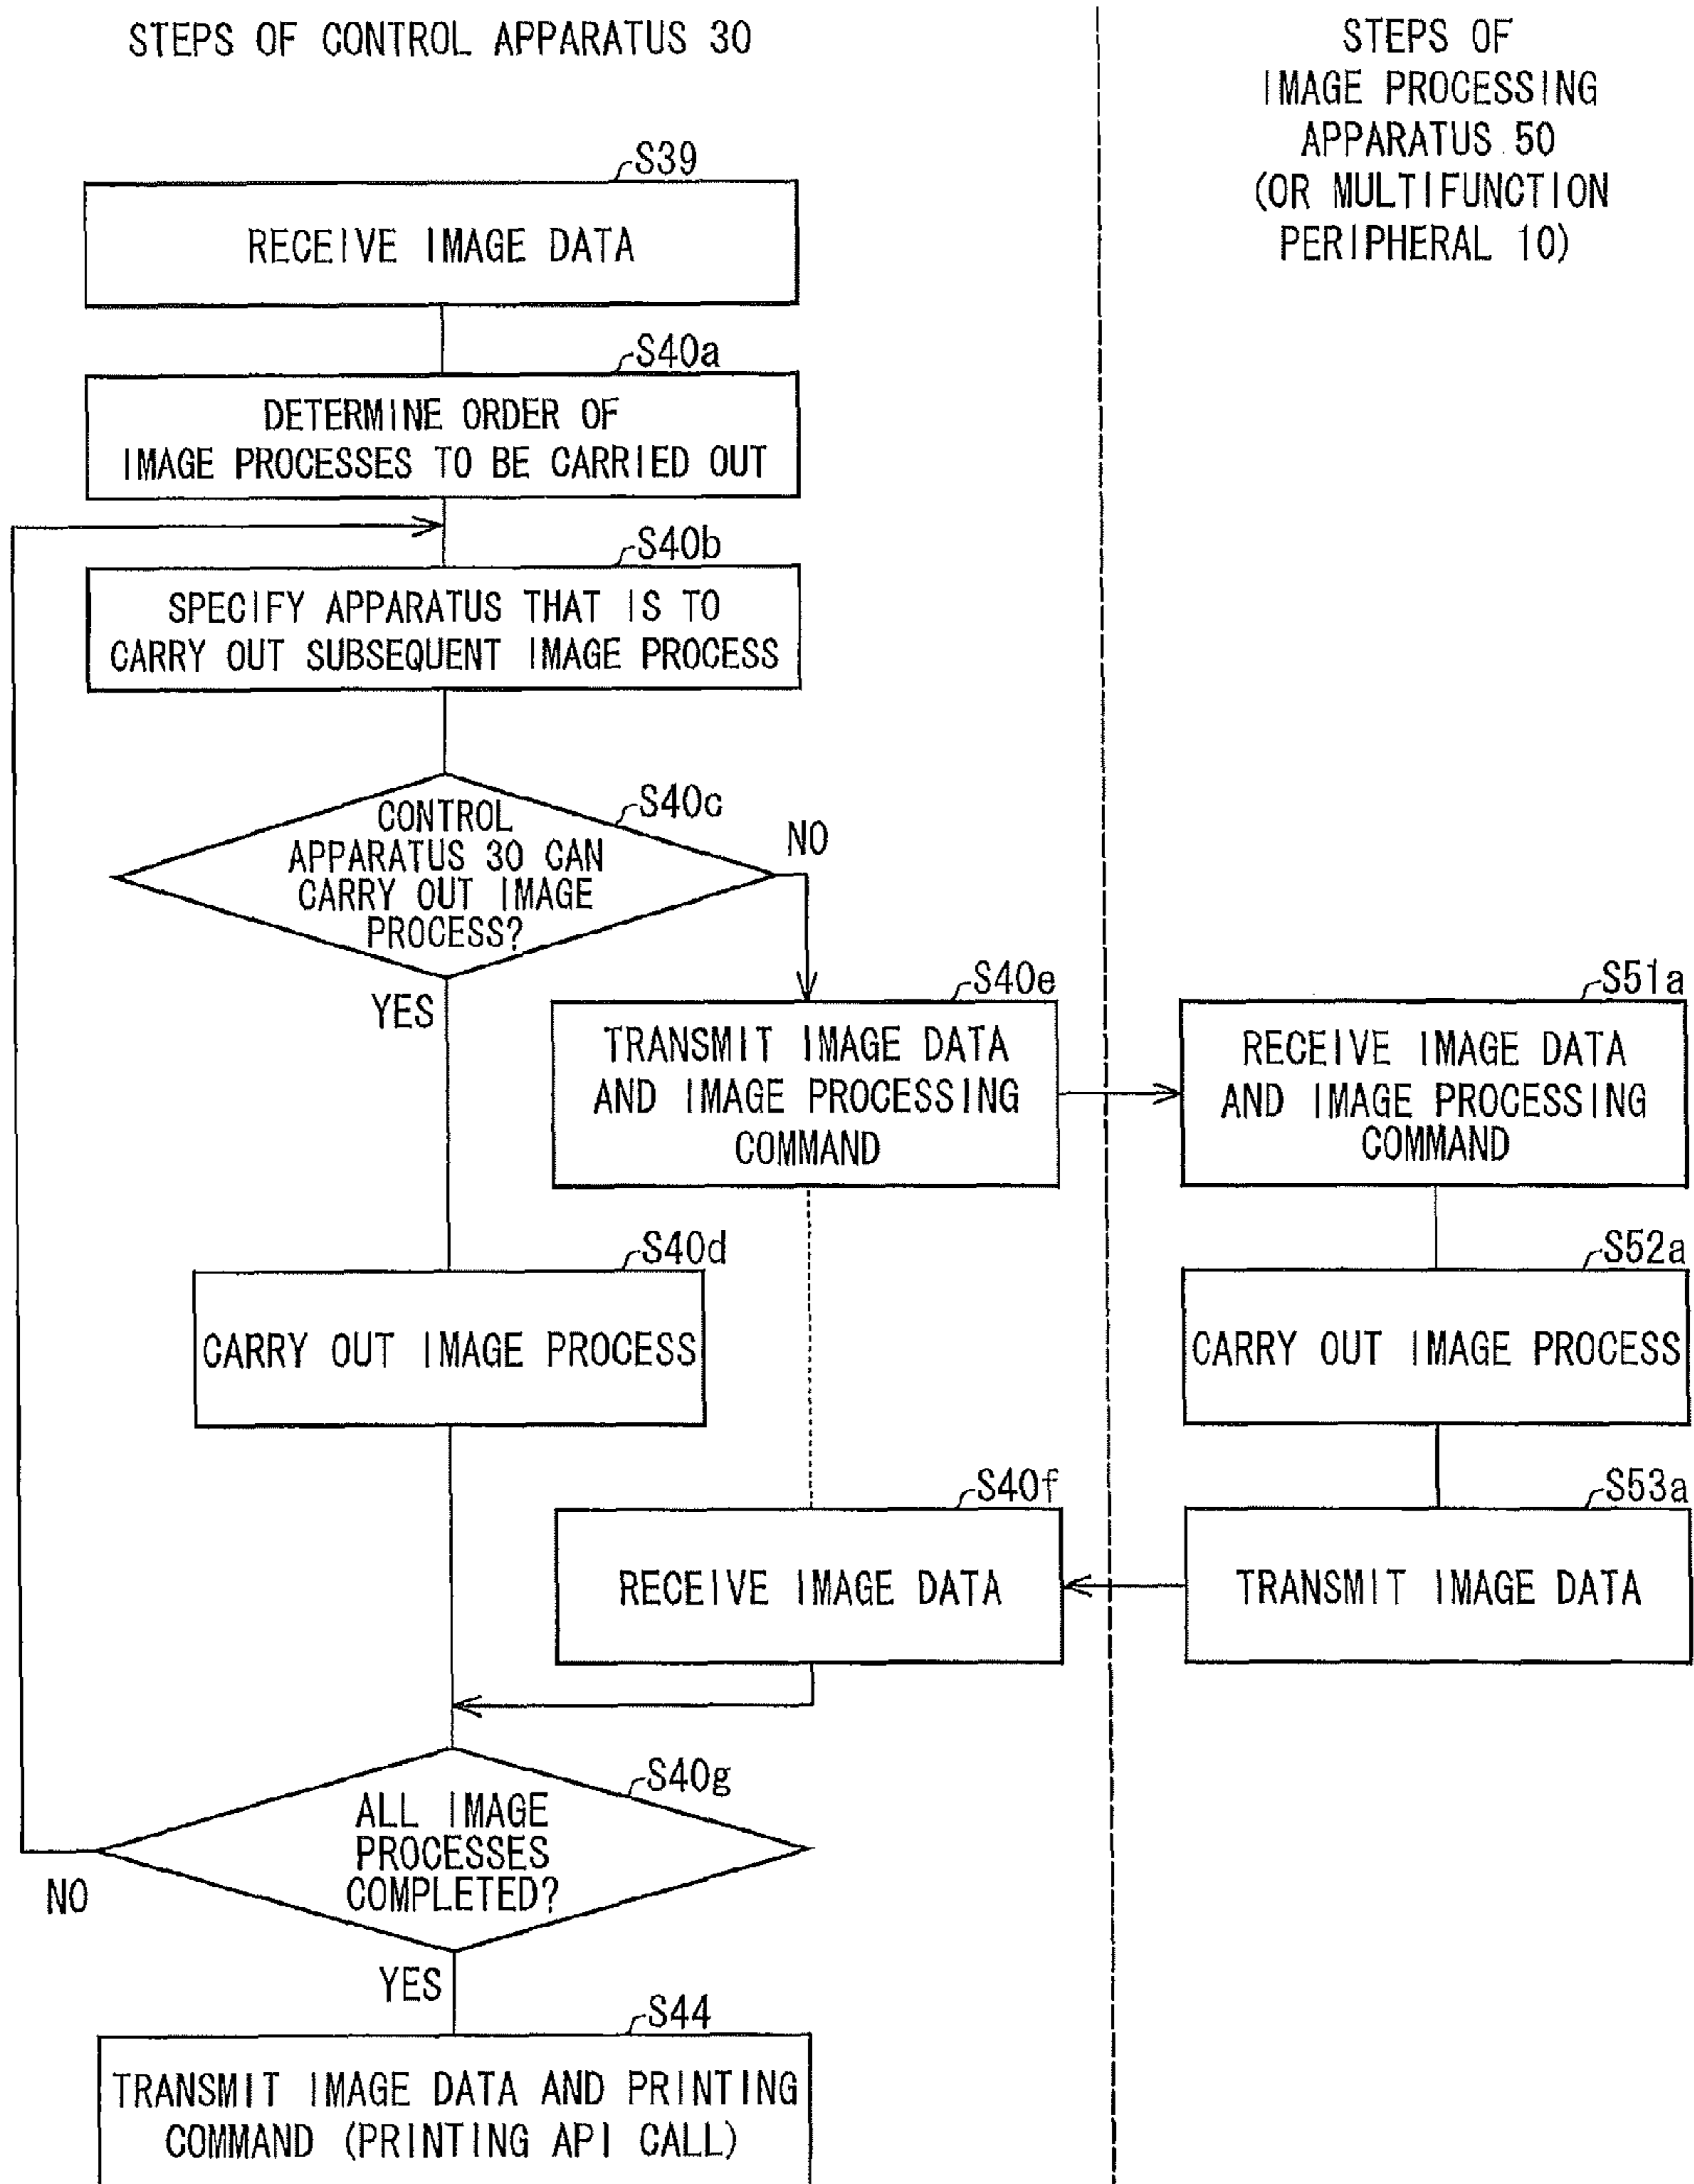 STEPS OF CONTROL APPARATUS 30
STEPS OF
IMAGE PROCESSING
APPARATUS 50
(OR MULTIFUNCTION
PERIPHERAL 10)
S39
RECEIVE IMAGE DATA
S40a
DETERMINE ORDER OF
IMAGE PROCESSES TO BE CARRIED OUT
S40b
SPECIFY APPARATUS THAT IS TO
CARRY OUT SUBSEQUENT IMAGE PROCESS
S40c
CONTROL
APPARATUS 30 CAN
CARRY OUT IMAGE
PROCESS?
NO
YES
S40e
TRANSMIT IMAGE DATA
AND IMAGE PROCESSING
COMMAND
S51a
RECEIVE IMAGE DATA
AND IMAGE PROCESSING
COMMAND
S40d
CARRY OUT IMAGE PROCESS
S52a
CARRY OUT IMAGE PROCESS
S40f
RECEIVE IMAGE DATA
S53a
TRANSMIT IMAGE DATA
S40g
ALL IMAGE
PROCESSES
COMPLETED?
NO
YES
S44
TRANSMIT IMAGE DATA AND PRINTING
COMMAND (PRINTING API CALL)